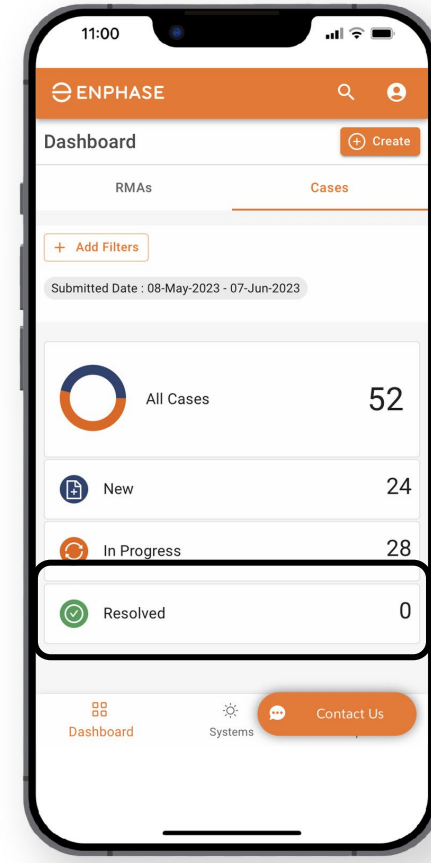 11:00
ENPHASE
Dashboard
Create
RMAs
Cases
+ Add Filters
Submitted Date : 08-May-2023 - 07-Jun-2023
All Cases
52
New
24
In Progress
28
Resolved
0
Dashboard
Systems
Contact Us